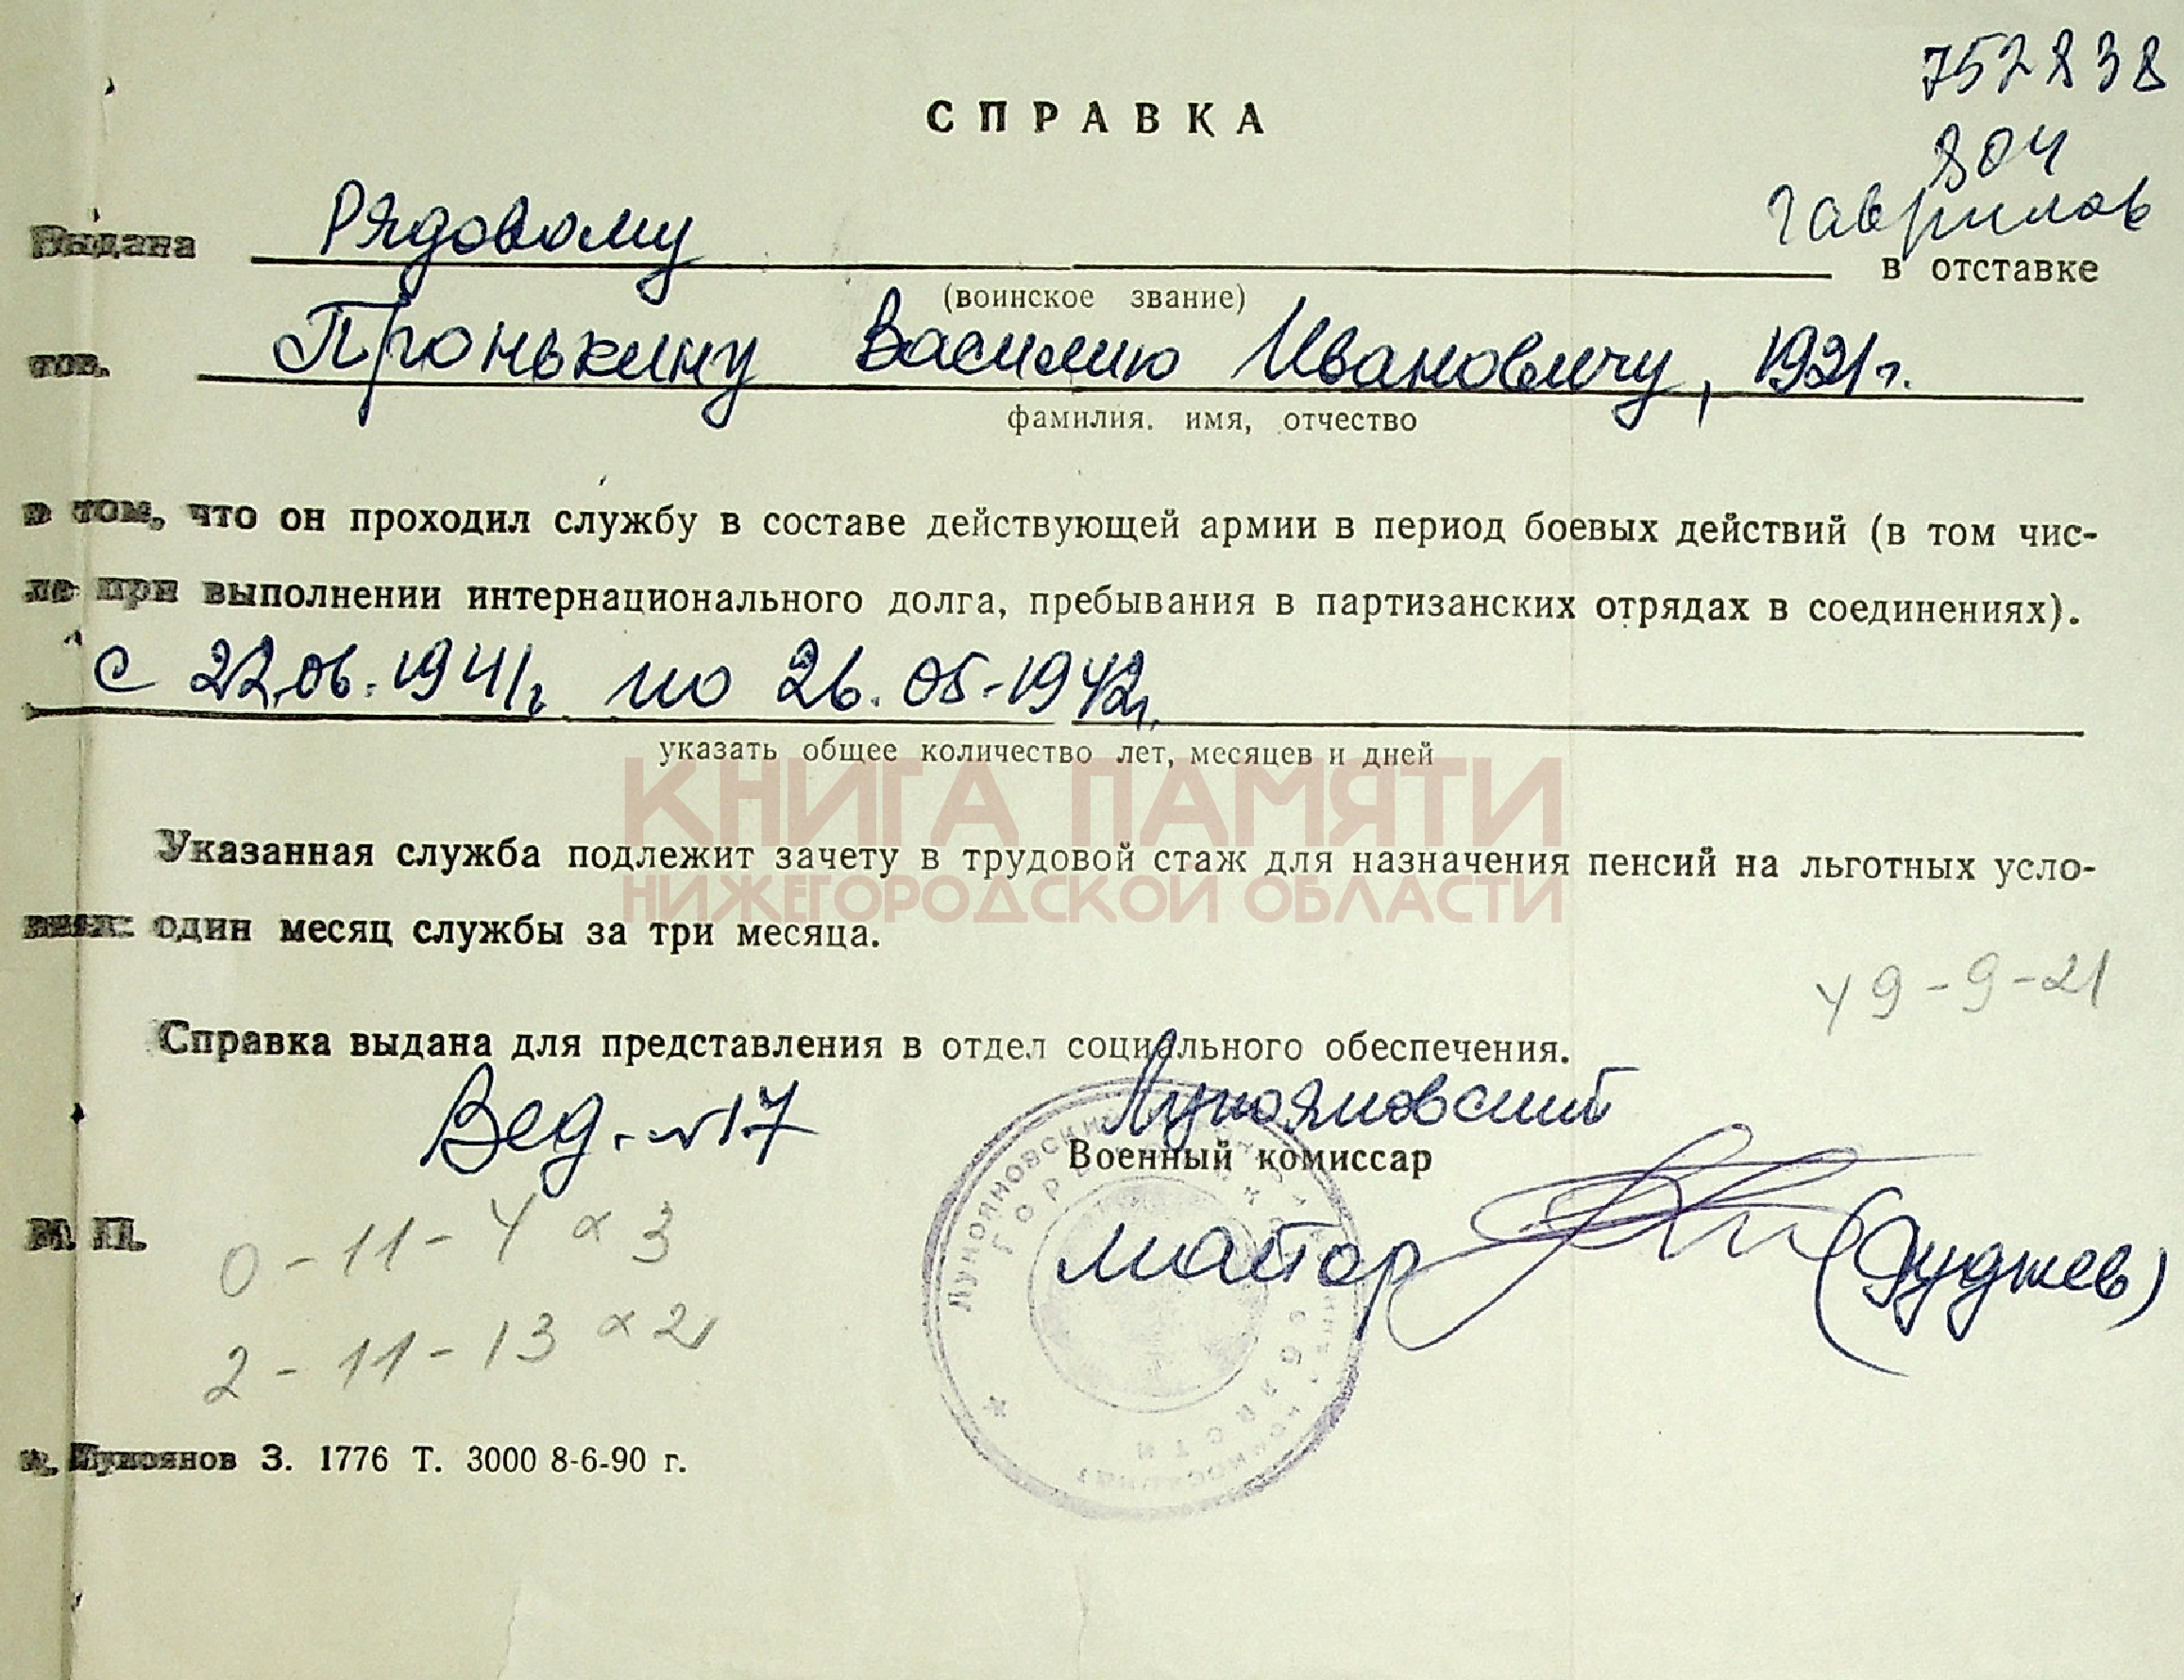 752838
СПРАВКА
804
Гаврилов
Выдана Рядовому в отставке
(воинское звание)
тов. Пронькину Василию Ивановичу, 1921 г.
фамилия. имя, отчество
в том, что он проходил службу в составе действующей армии в период боевых действий (в том чис-
ле при выполнении интернационального долга, пребывания в партизанских отрядах в соединениях).
с 22.06.1941г по 26.05-1942г.
указать общее количество лет, месяцев и дней
КНИГА ПАМЯТИ
Указанная служба подлежит зачету в трудовой стаж для назначения пенсий на льготных усло-
НИЖЕГОРОДСКОЙ ОБЛАСТИ
виях: один месяц службы за три месяца.
49-9-21
Справка выдана для представления в отдел социального обеспечения.
Вед. №17
Лукояновский
Военный комиссар
М. П.
0-11-4 х 3
майор
2-11-13 х 2
г. Лукоянов З. 1776 Т. 3000 8-6-90 г.